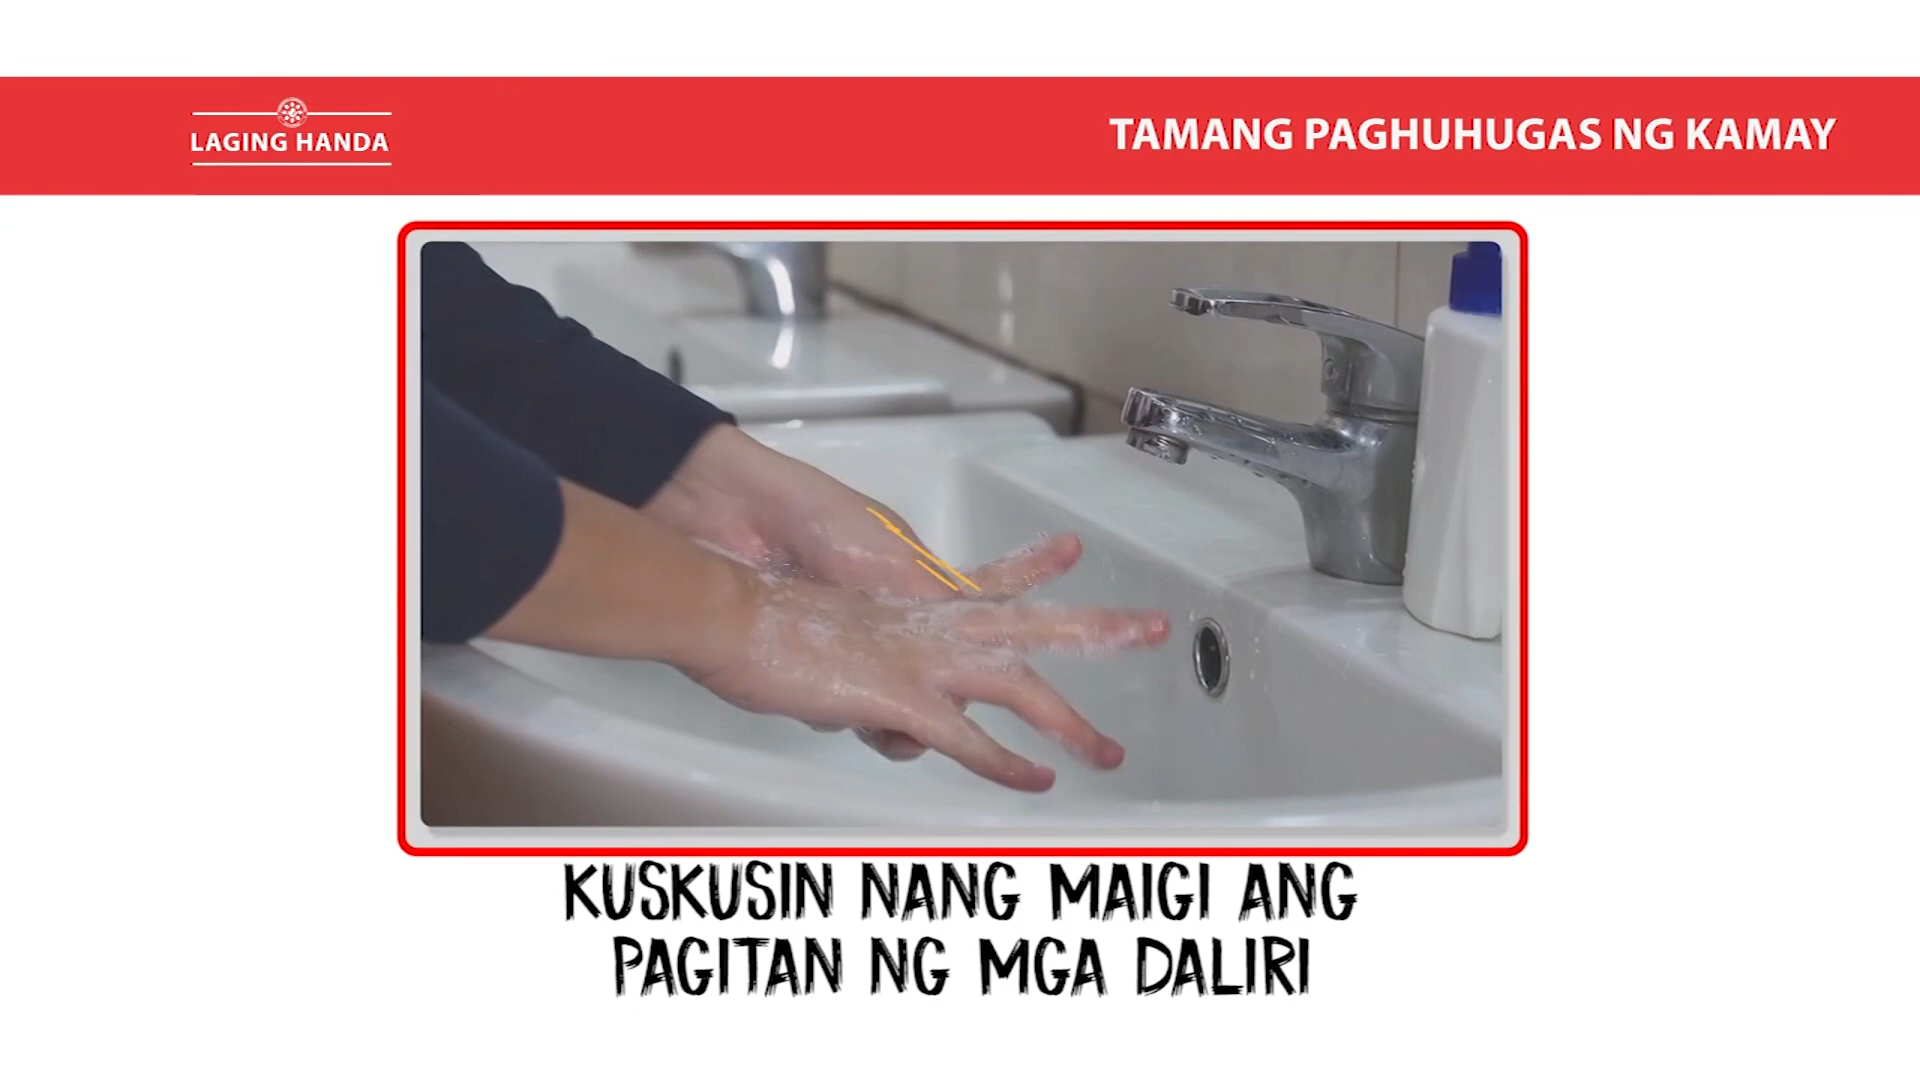 LAGING HANDA
TAMANG PAGHUHUGAS NG KAMAY
KUSKUSIN NANG MAIGI ANG
PAGITAN NG MGA DALIRI